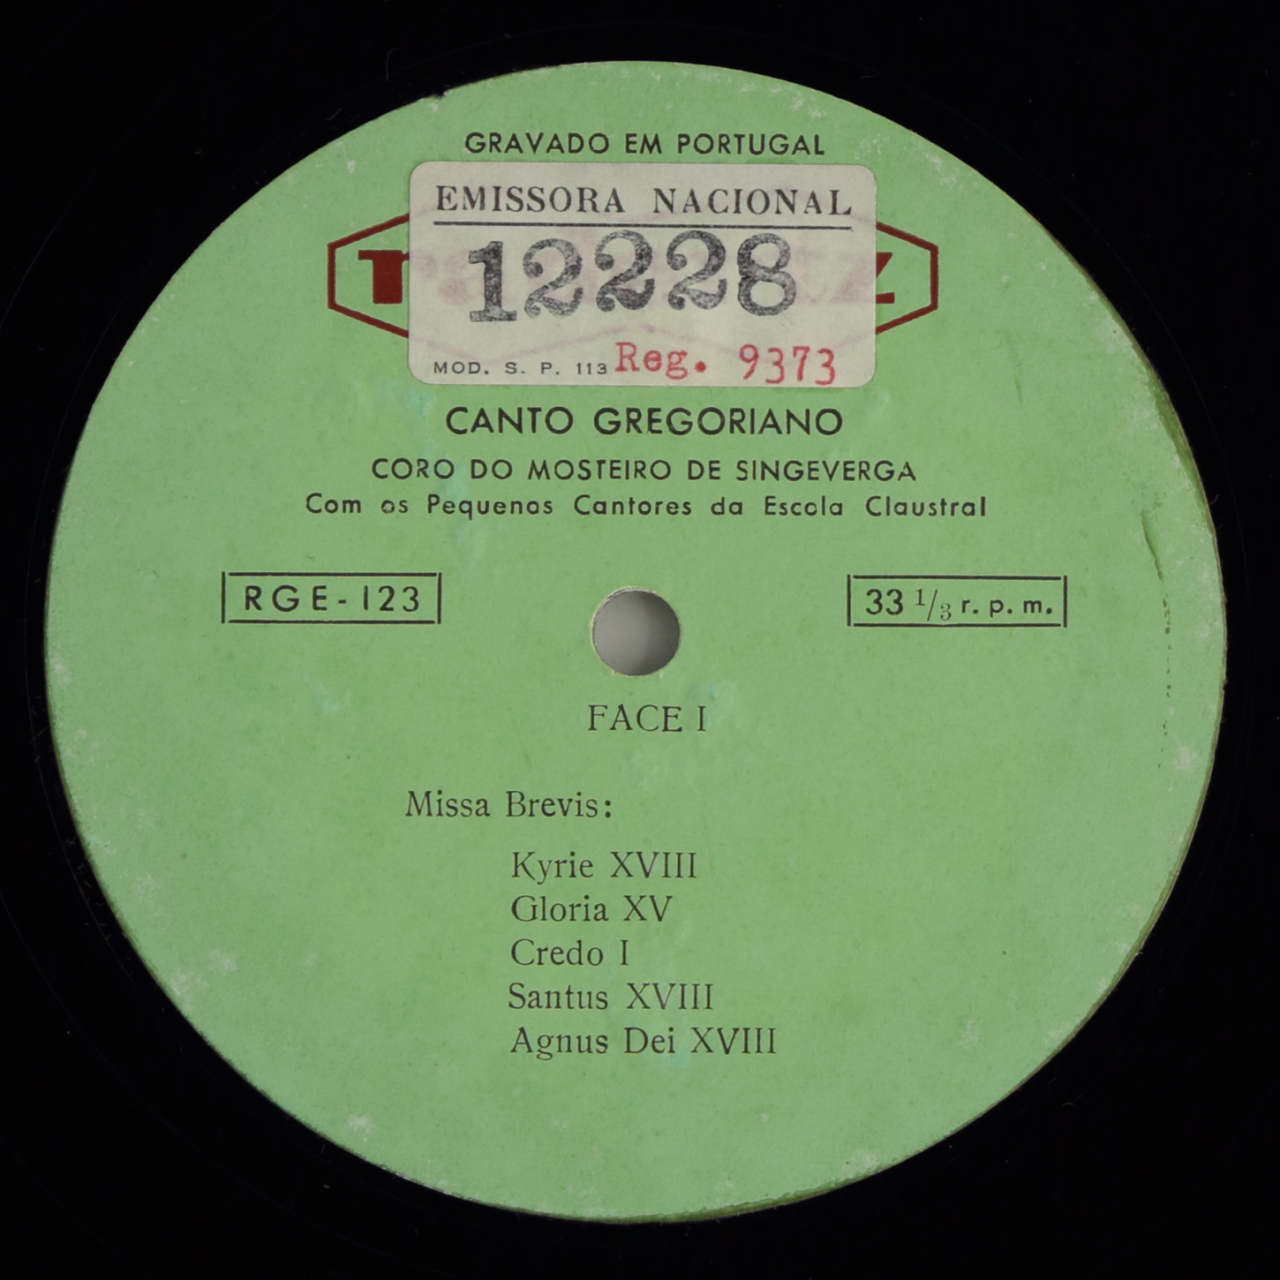 GRAVADO EM PORTUGAL
EMISSORA NACIONAL
12228
MOD. S. P. 113 Reg. 9373
CANTO GREGORIANO
CORO DO MOSTEIRO DE SINGEVERGA
Com os Pequenos Cantores da Escola Claustral
RGE-123
33 1/3 r. p. m.
FACE I
Missa Brevis:
Kyrie XVIII
Gloria XV
Credo I
Santus XVIII
Agnus Dei XVIII